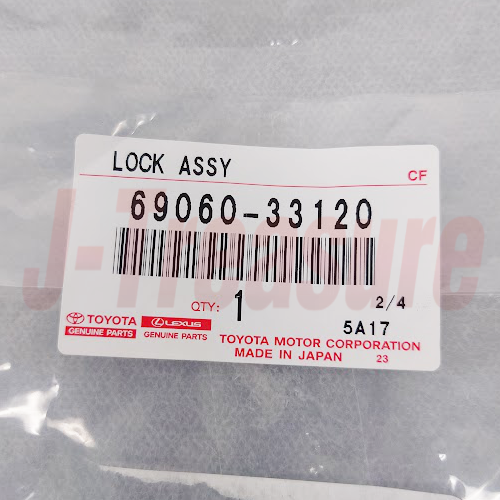 LOCK ASSY
CF
69060-33120
QTY: 1
2/4
TOYOTA LEXUS 5A17
GENUINE PARTS GENUINE PARTS TOYOTA MOTOR CORPORATION
MADE IN JAPAN 23
J-Treasure